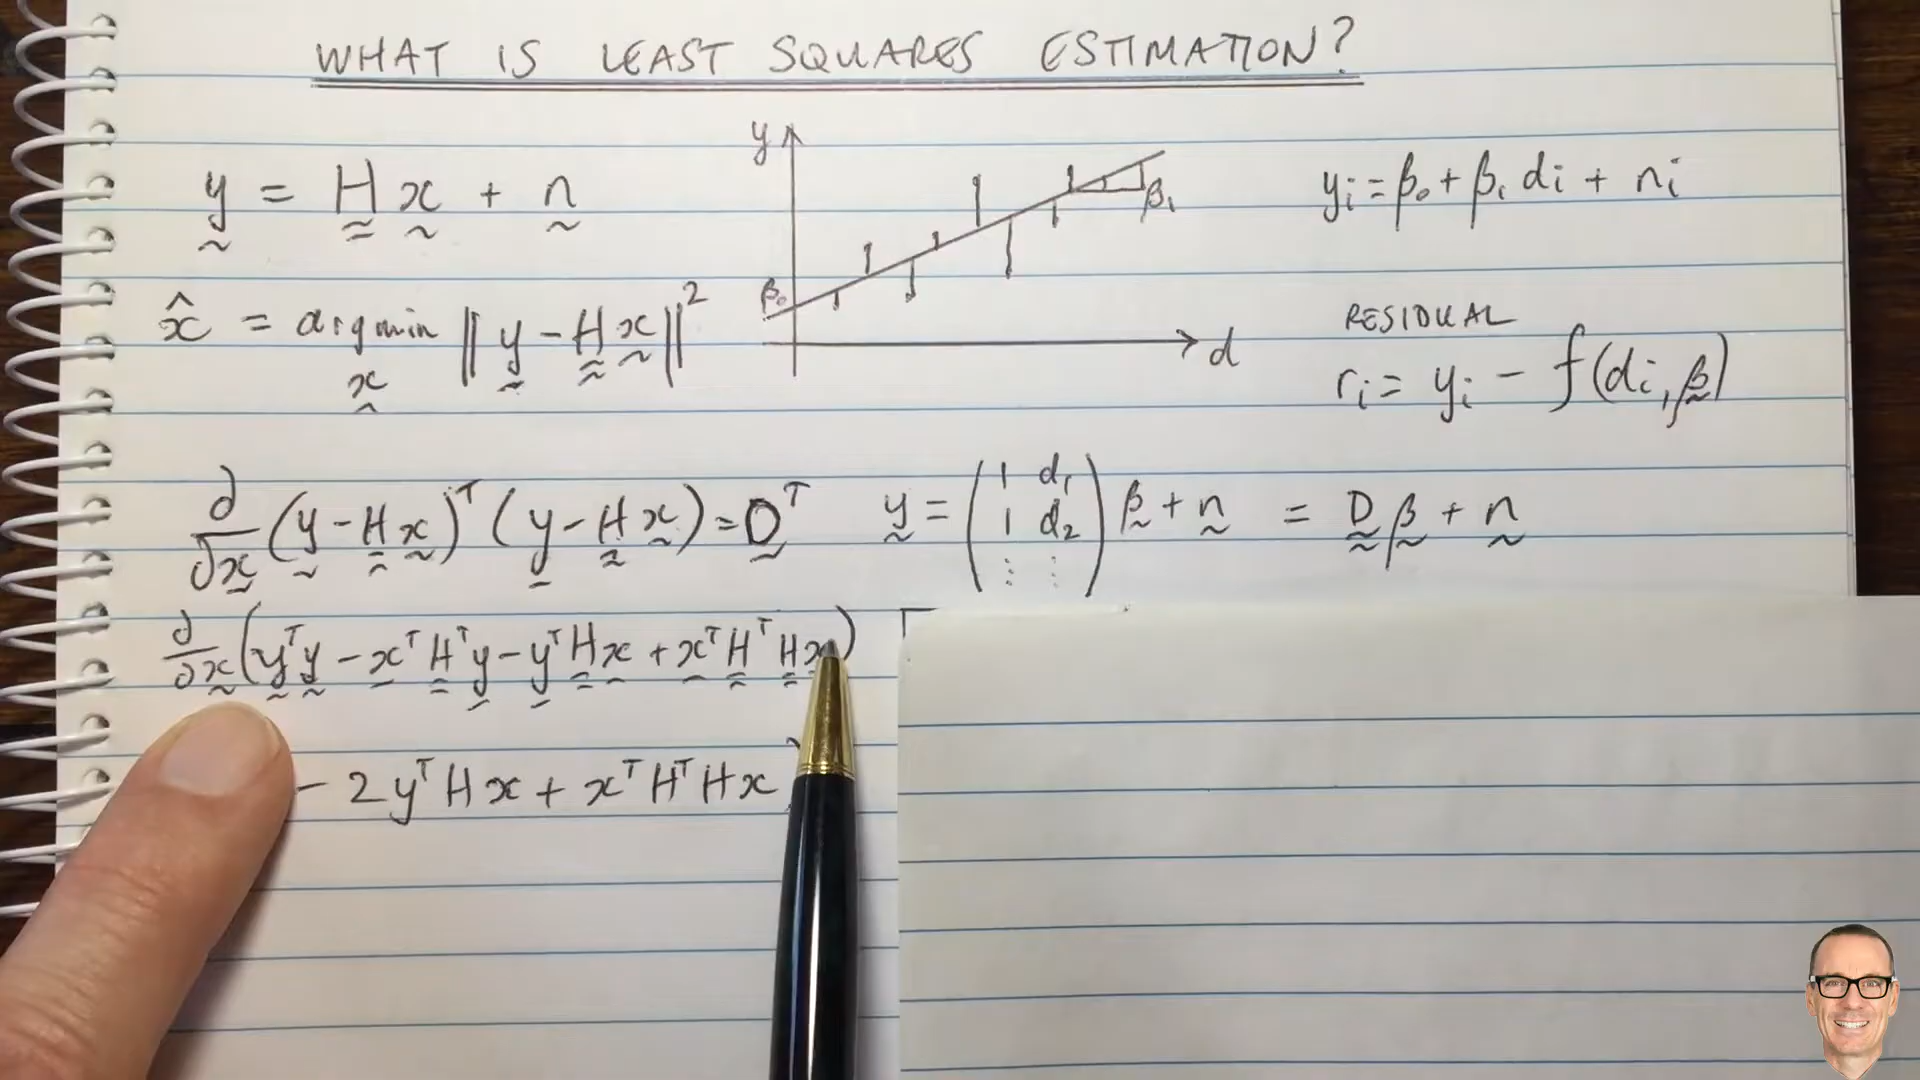 WHAT IS LEAST SQUARES ESTIMATION?
y = H x + n
y
β₀
β₁
d
yᵢ = β₀ + β₁ dᵢ + nᵢ
x̂ = argmin ‖ y - H x ‖²
x
RESIDUAL
rᵢ = yᵢ - f(dᵢ, β)
∂/∂x (y - H x)ᵀ (y - H x) = 0ᵀ
y = ( 1 d₁
1 d₂
⋮ ⋮ ) β + n = D β + n
∂/∂x (yᵀy - xᵀHᵀy - yᵀHx + xᵀHᵀHx)
- 2yᵀHx + xᵀHᵀHx